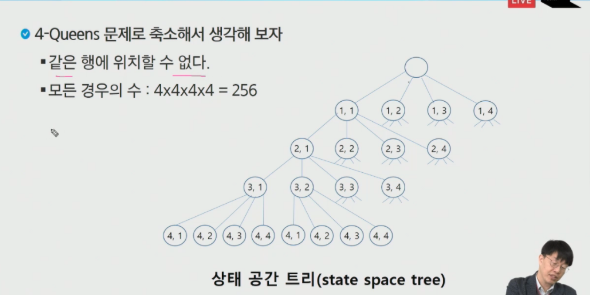 LIVE
4-Queens 문제로 축소해서 생각해 보자
같은 행에 위치할 수 없다.
모든 경우의 수 : 4x4x4x4 = 256
1, 1 1, 2 1, 3 1, 4
2, 1 2, 2 2, 3 2, 4
3, 1 3, 2 3, 3 3, 4
4, 1 4, 2 4, 3 4, 4 4, 1 4, 2 4, 3 4, 4
상태 공간 트리(state space tree)